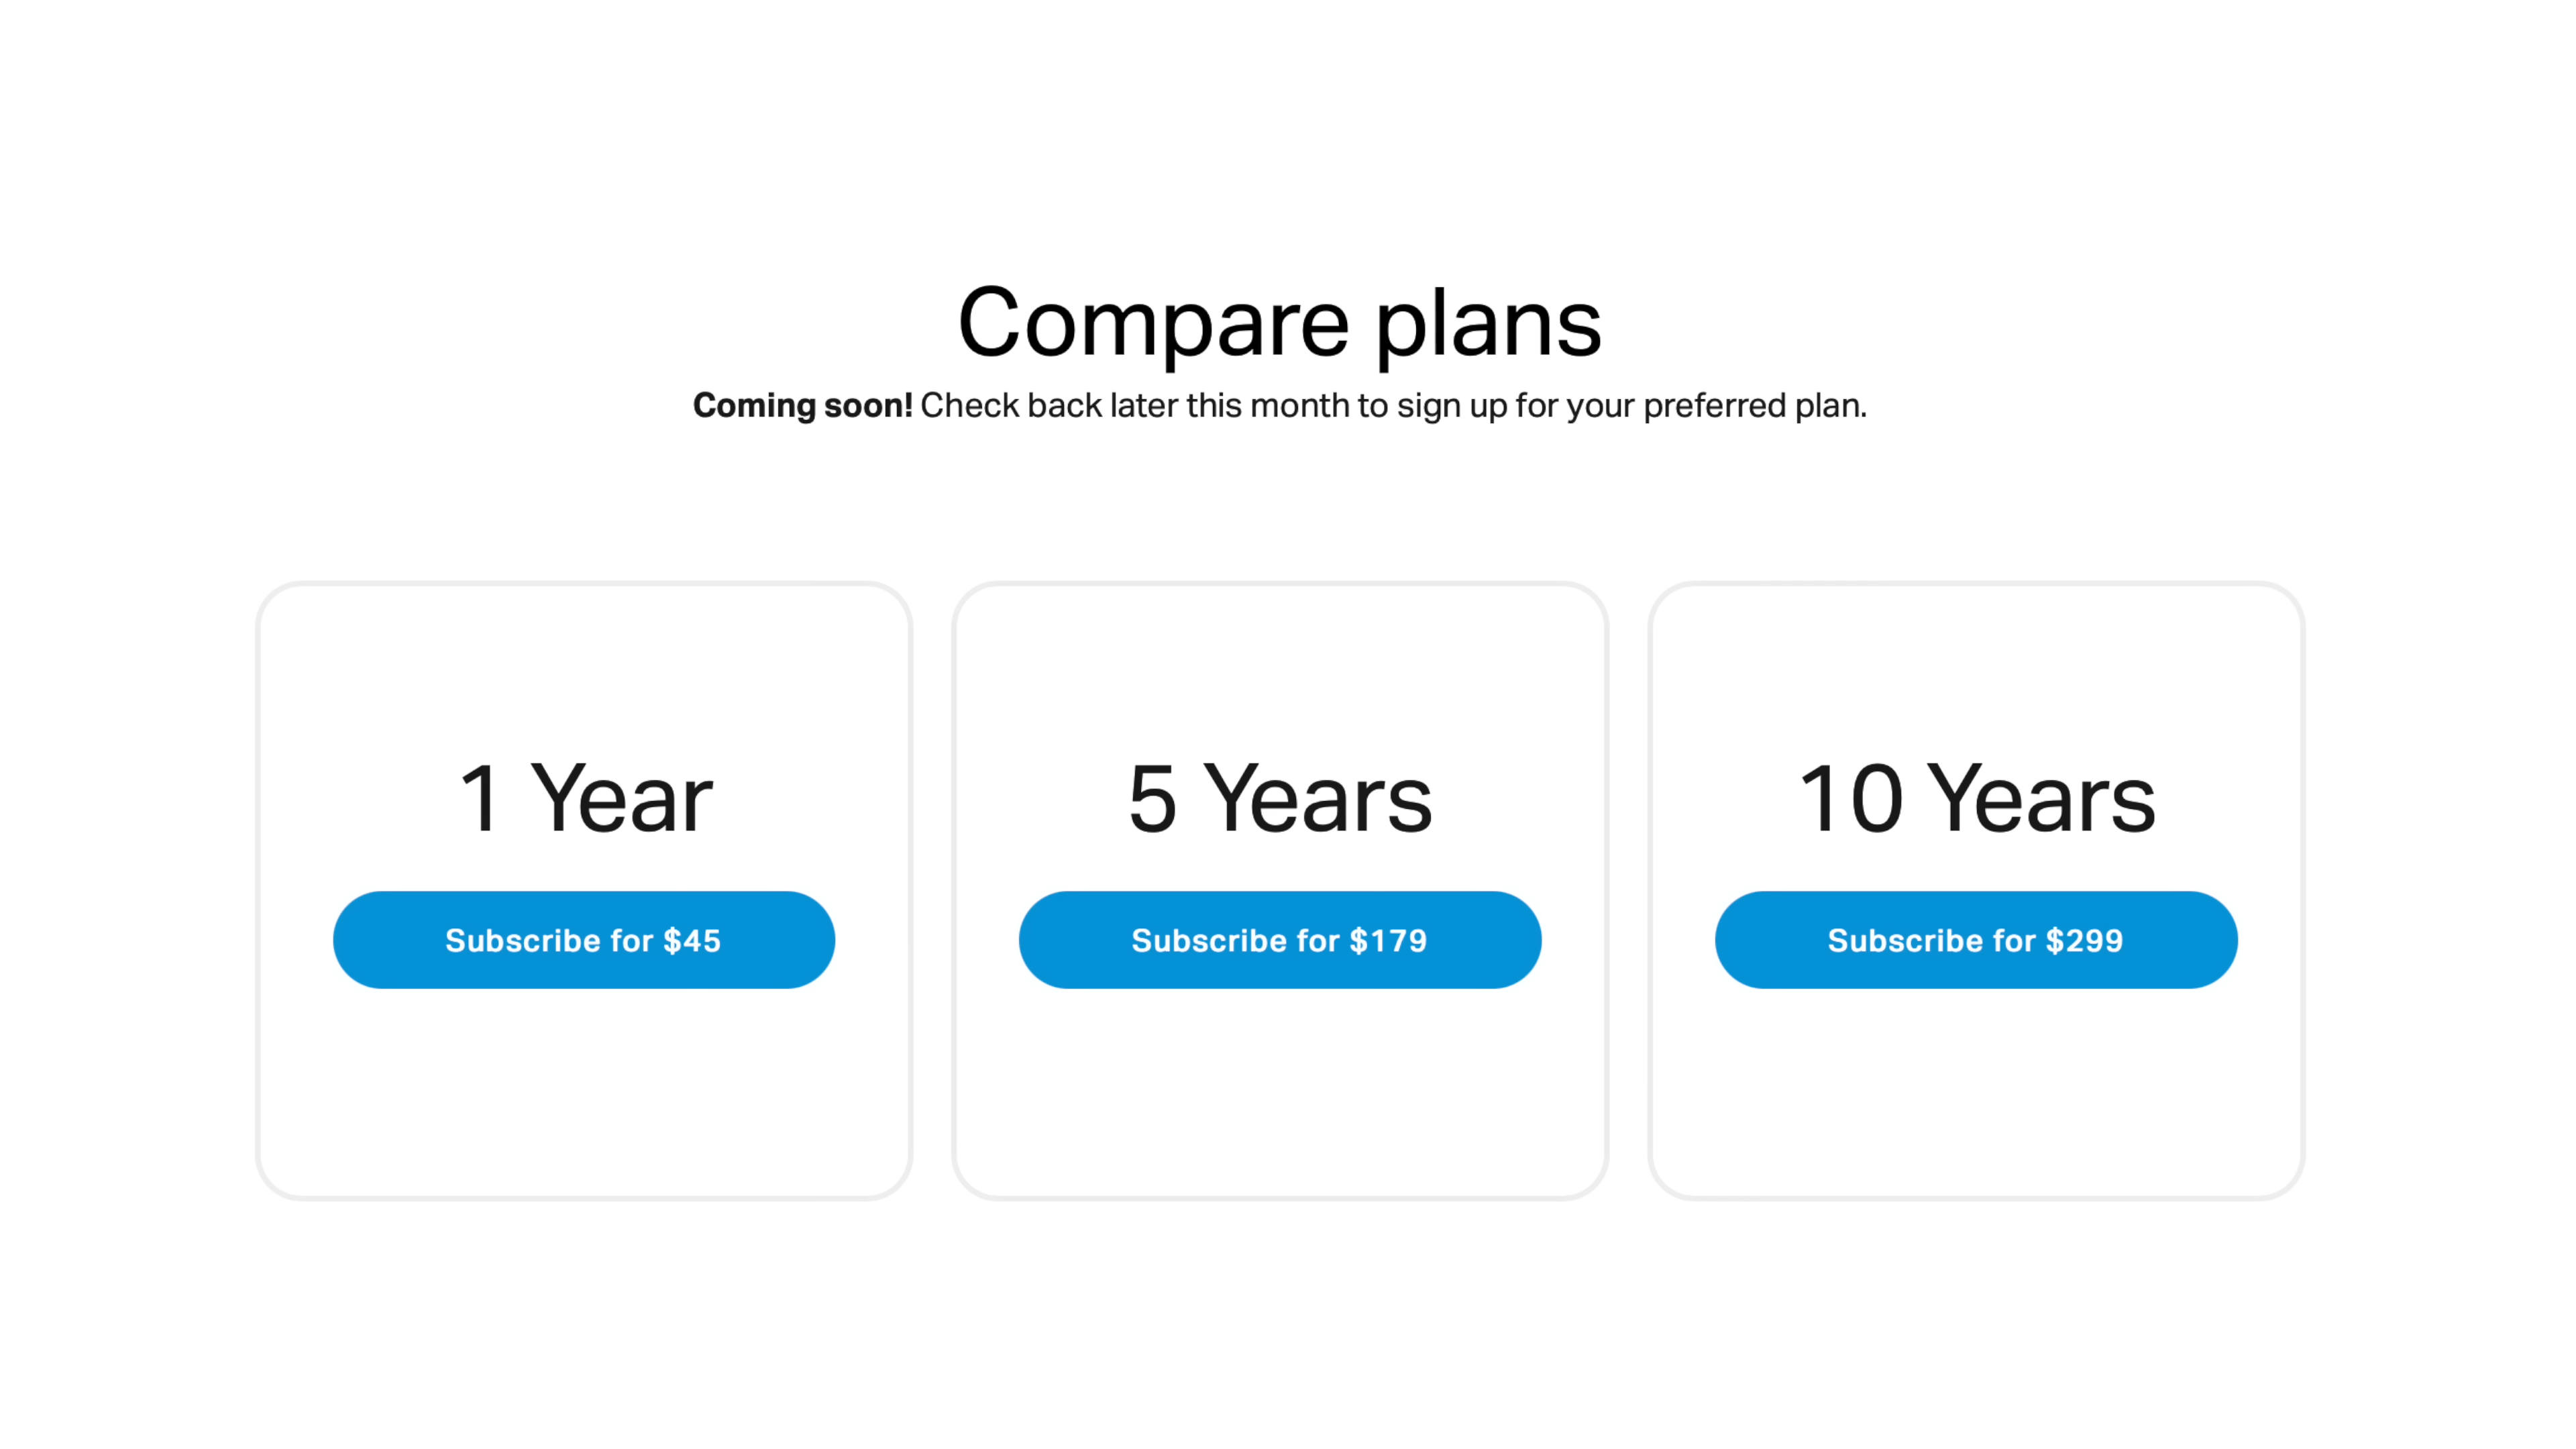 Compare plans
Coming soon! Check back later this month to sign up for your preferred plan.
1 Year
Subscribe for $45
5 Years
Subscribe for $179
10 Years
Subscribe for $299